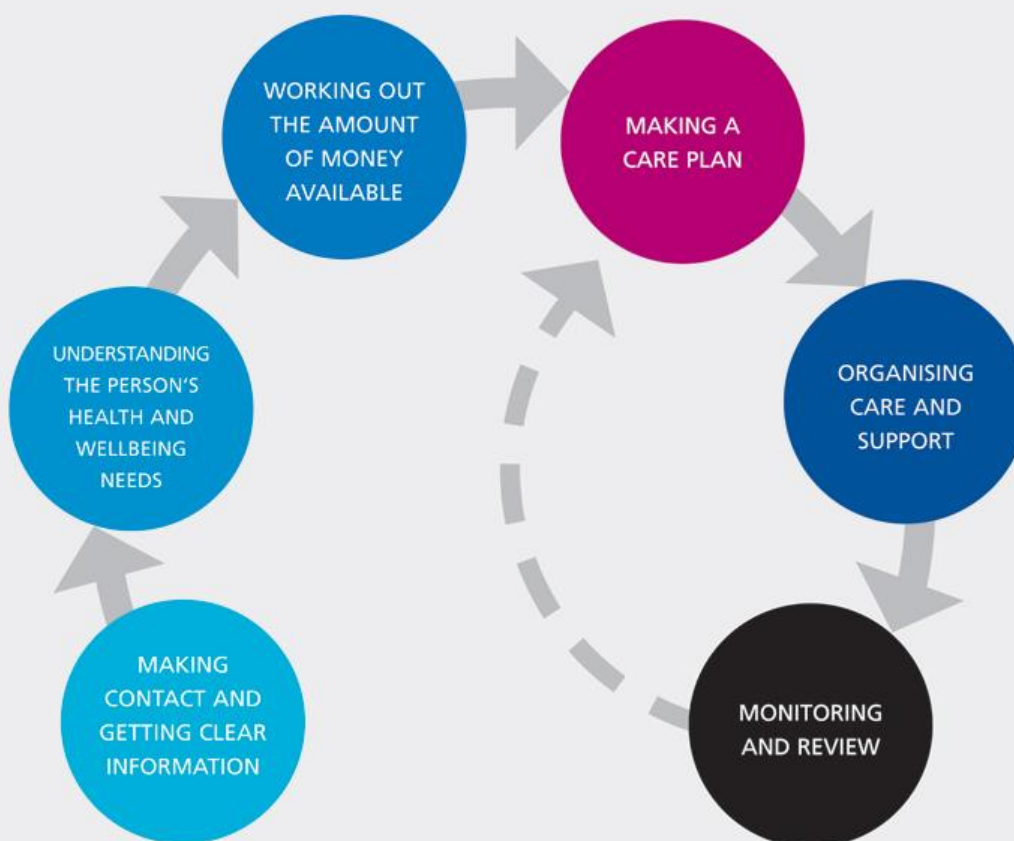 MAKING
CONTACT AND
GETTING CLEAR
INFORMATION
UNDERSTANDING
THE PERSON'S
HEALTH AND
WELLBEING
NEEDS
WORKING OUT
THE AMOUNT
OF MONEY
AVAILABLE
MAKING A
CARE PLAN
ORGANISING
CARE AND
SUPPORT
MONITORING
AND REVIEW